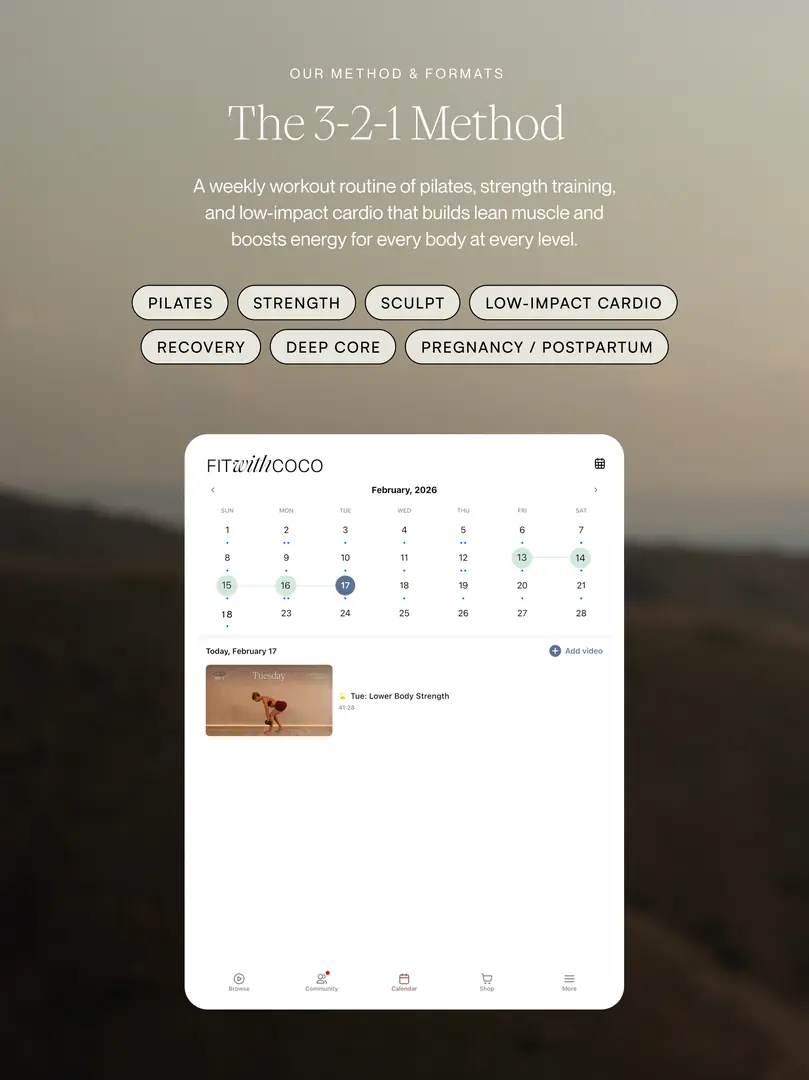 OUR METHOD & FORMATS
The 3-2-1 Method
A weekly workout routine of pilates, strength training,
and low-impact cardio that builds lean muscle and
boosts energy for every body at every level.
PILATES STRENGTH SCULPT LOW-IMPACT CARDIO
RECOVERY DEEP CORE PREGNANCY / POSTPARTUM
FITwithCOCO
February, 2026
SUN MON TUE WED THU FRI SAT
1 2 3 4 5 6 7
8 9 10 11 12 13 14
15 16 17 18 19 20 21
18 23 24 25 26 27 28
Today, February 17 Add video
Tuesday
Tue: Lower Body Strength
41:28
Browse Community Calendar Shop More